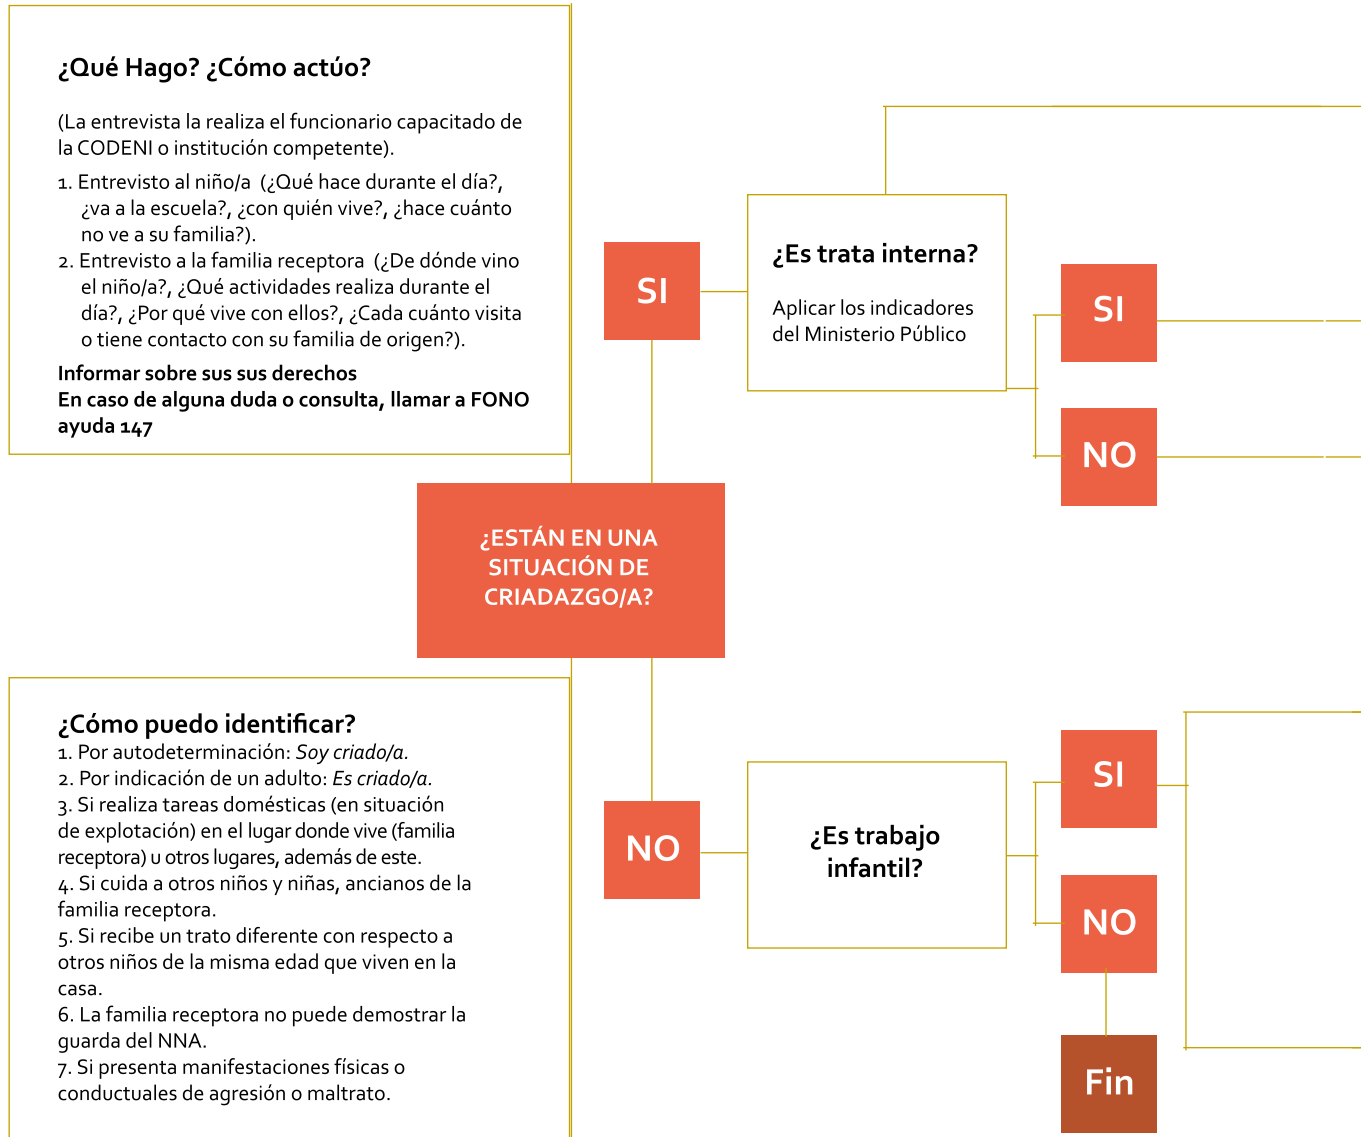 ¿Qué Hago? ¿Cómo actúo?
(La entrevista la realiza el funcionario capacitado de
la CODENI o institución competente).
1. Entrevisto al niño/a (¿Qué hace durante el día?,
¿va a la escuela?, ¿con quién vive?, ¿hace cuánto
no ve a su familia?).
2. Entrevisto a la familia receptora (¿De dónde vino
el niño/a?, ¿Qué actividades realiza durante el
día?, ¿Por qué vive con ellos?, ¿Cada cuánto visita
o tiene contacto con su familia de origen?).
Informar sobre sus sus derechos
En caso de alguna duda o consulta, llamar a FONO
ayuda 147
SI
¿Es trata interna?
Aplicar los indicadores
del Ministerio Público
SI
NO
¿ESTÁN EN UNA
SITUACIÓN DE
CRIADAZGO/A?
¿Cómo puedo identificar?
1. Por autodeterminación: Soy criado/a.
2. Por indicación de un adulto: Es criado/a.
3. Si realiza tareas domésticas (en situación
de explotación) en el lugar donde vive (familia
receptora) u otros lugares, además de este.
4. Si cuida a otros niños y niñas, ancianos de la
familia receptora.
5. Si recibe un trato diferente con respecto a
otros niños de la misma edad que viven en la
casa.
6. La familia receptora no puede demostrar la
guarda del NNA.
7. Si presenta manifestaciones físicas o
conductuales de agresión o maltrato.
NO
¿Es trabajo
infantil?
SI
NO
Fin